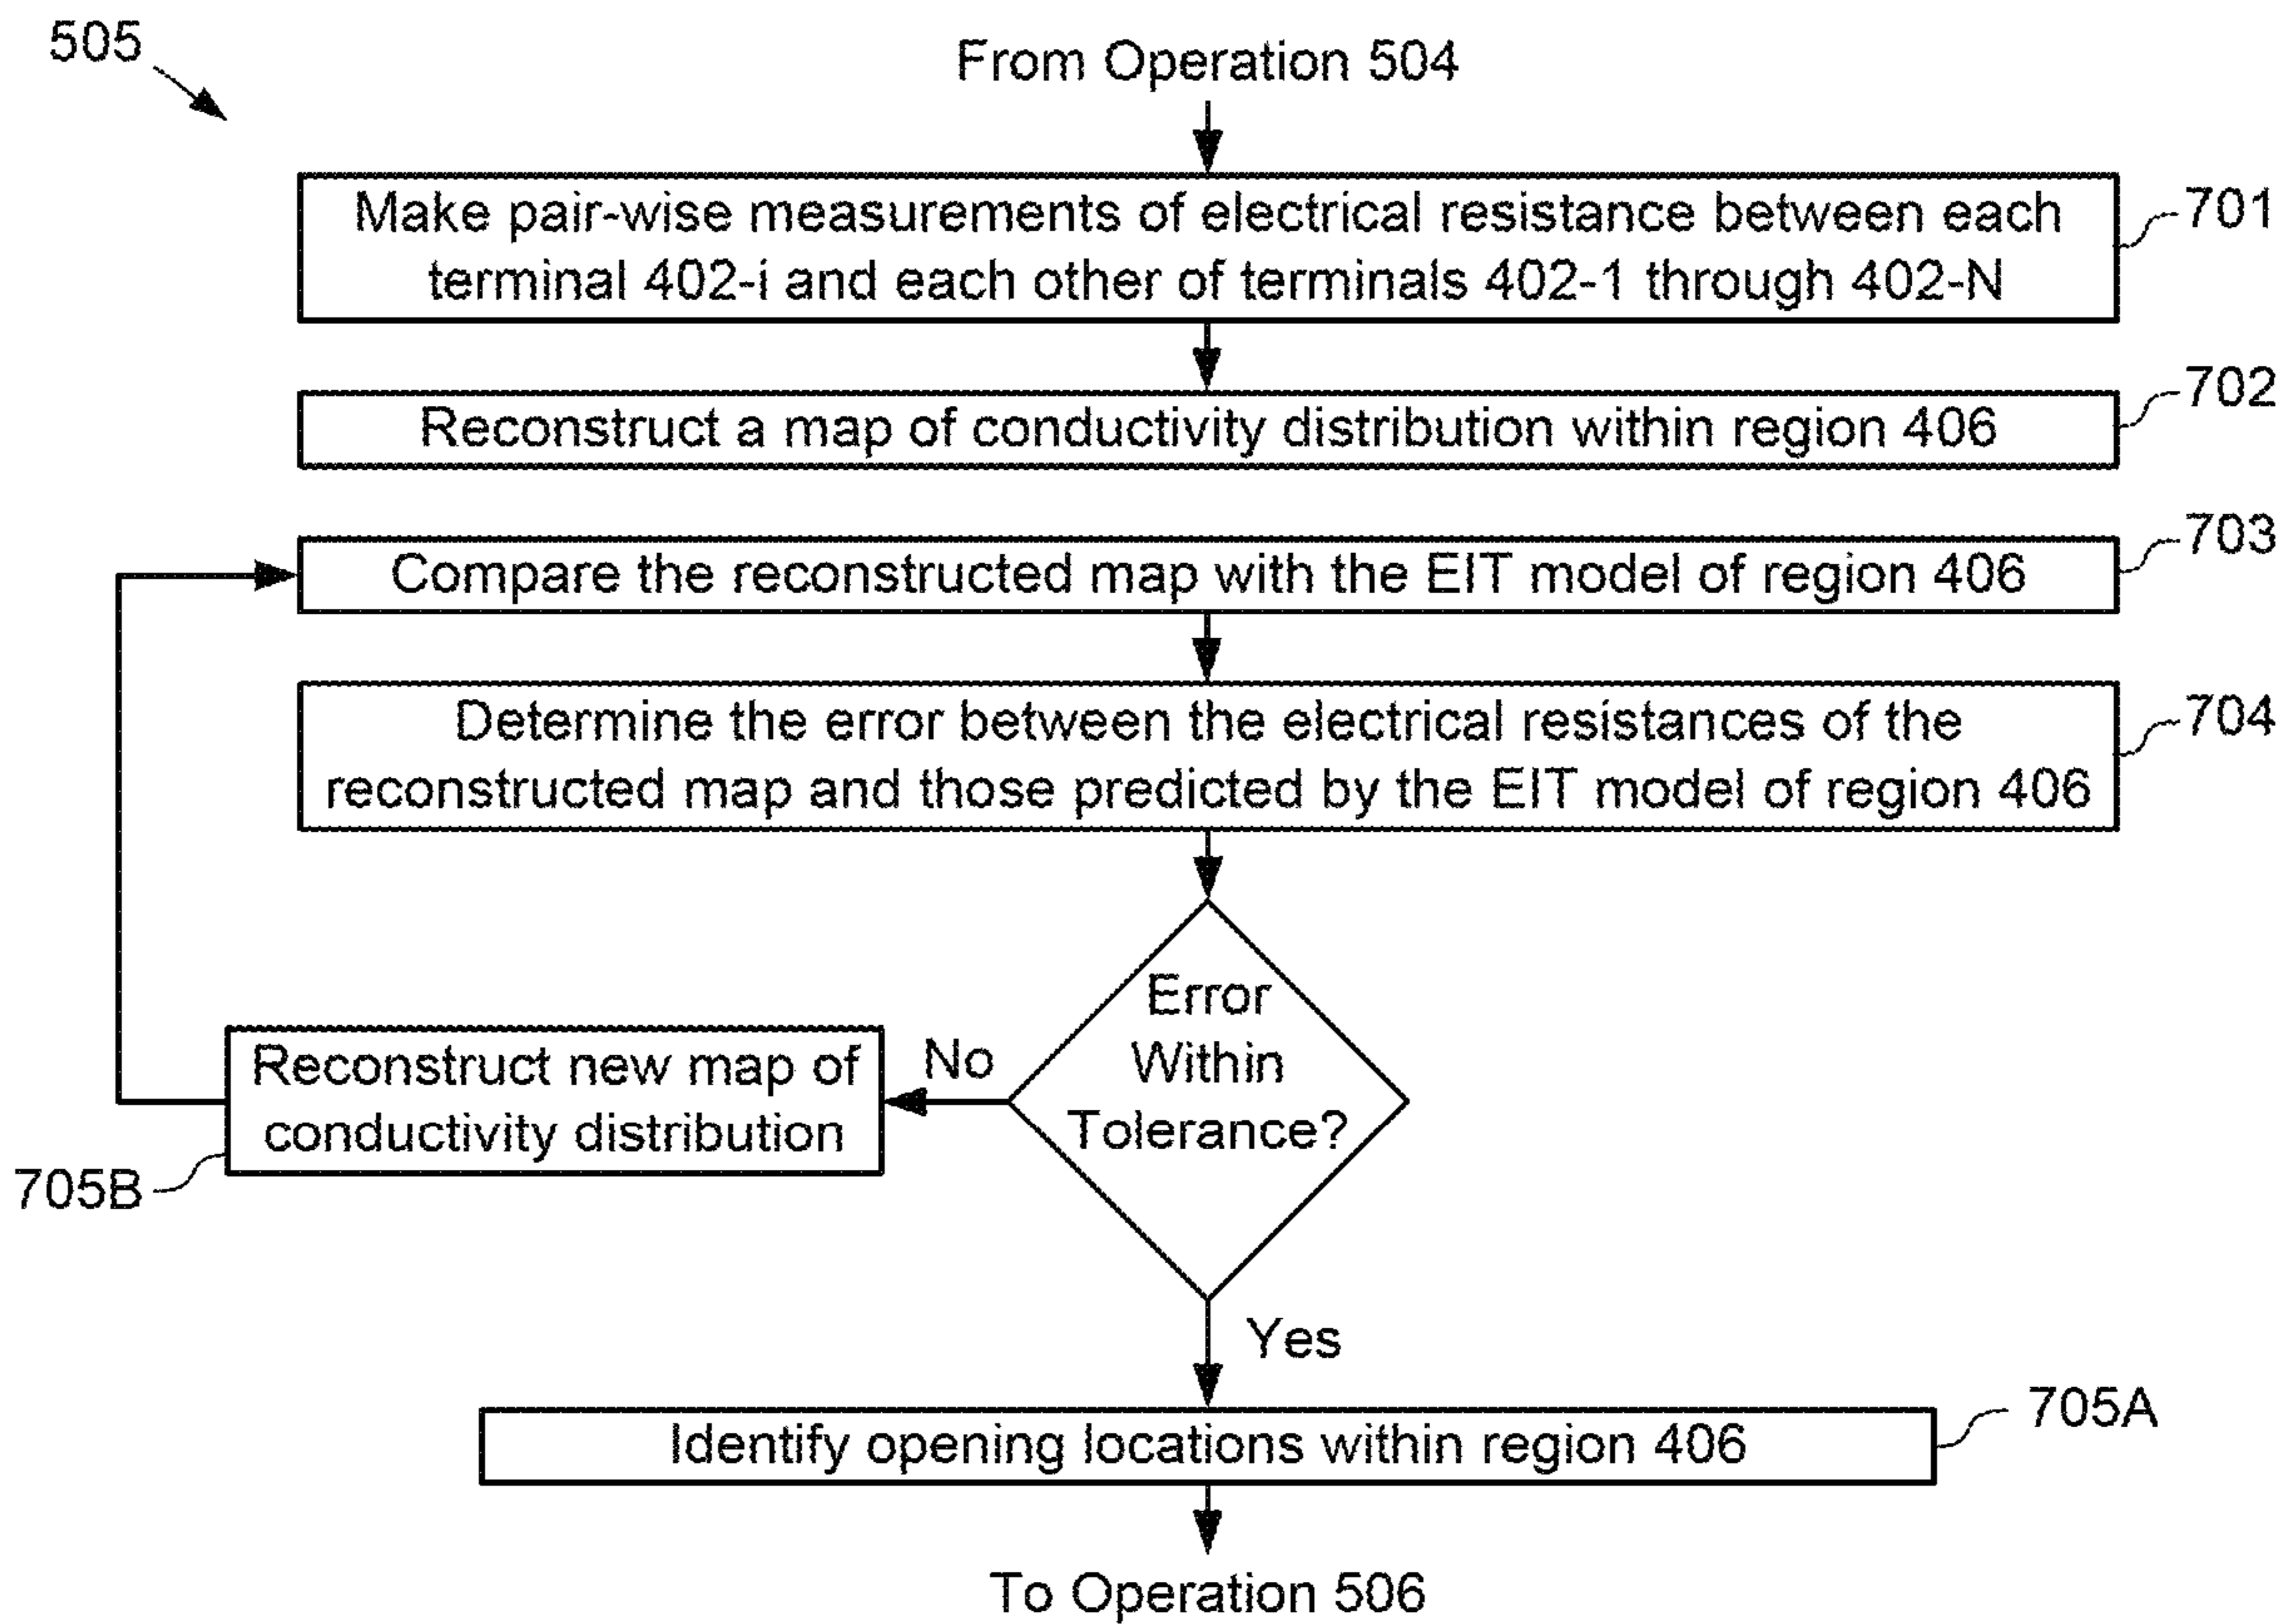 505
From Operation 504
Make pair-wise measurements of electrical resistance between each
terminal 402-i and each other of terminals 402-1 through 402-N
701
Reconstruct a map of conductivity distribution within region 406
702
Compare the reconstructed map with the EIT model of region 406
703
Determine the error between the electrical resistances of the
reconstructed map and those predicted by the EIT model of region 406
704
Error
Within
Tolerance?
No
Reconstruct new map of
conductivity distribution
705B
Yes
Identify opening locations within region 406
705A
To Operation 506